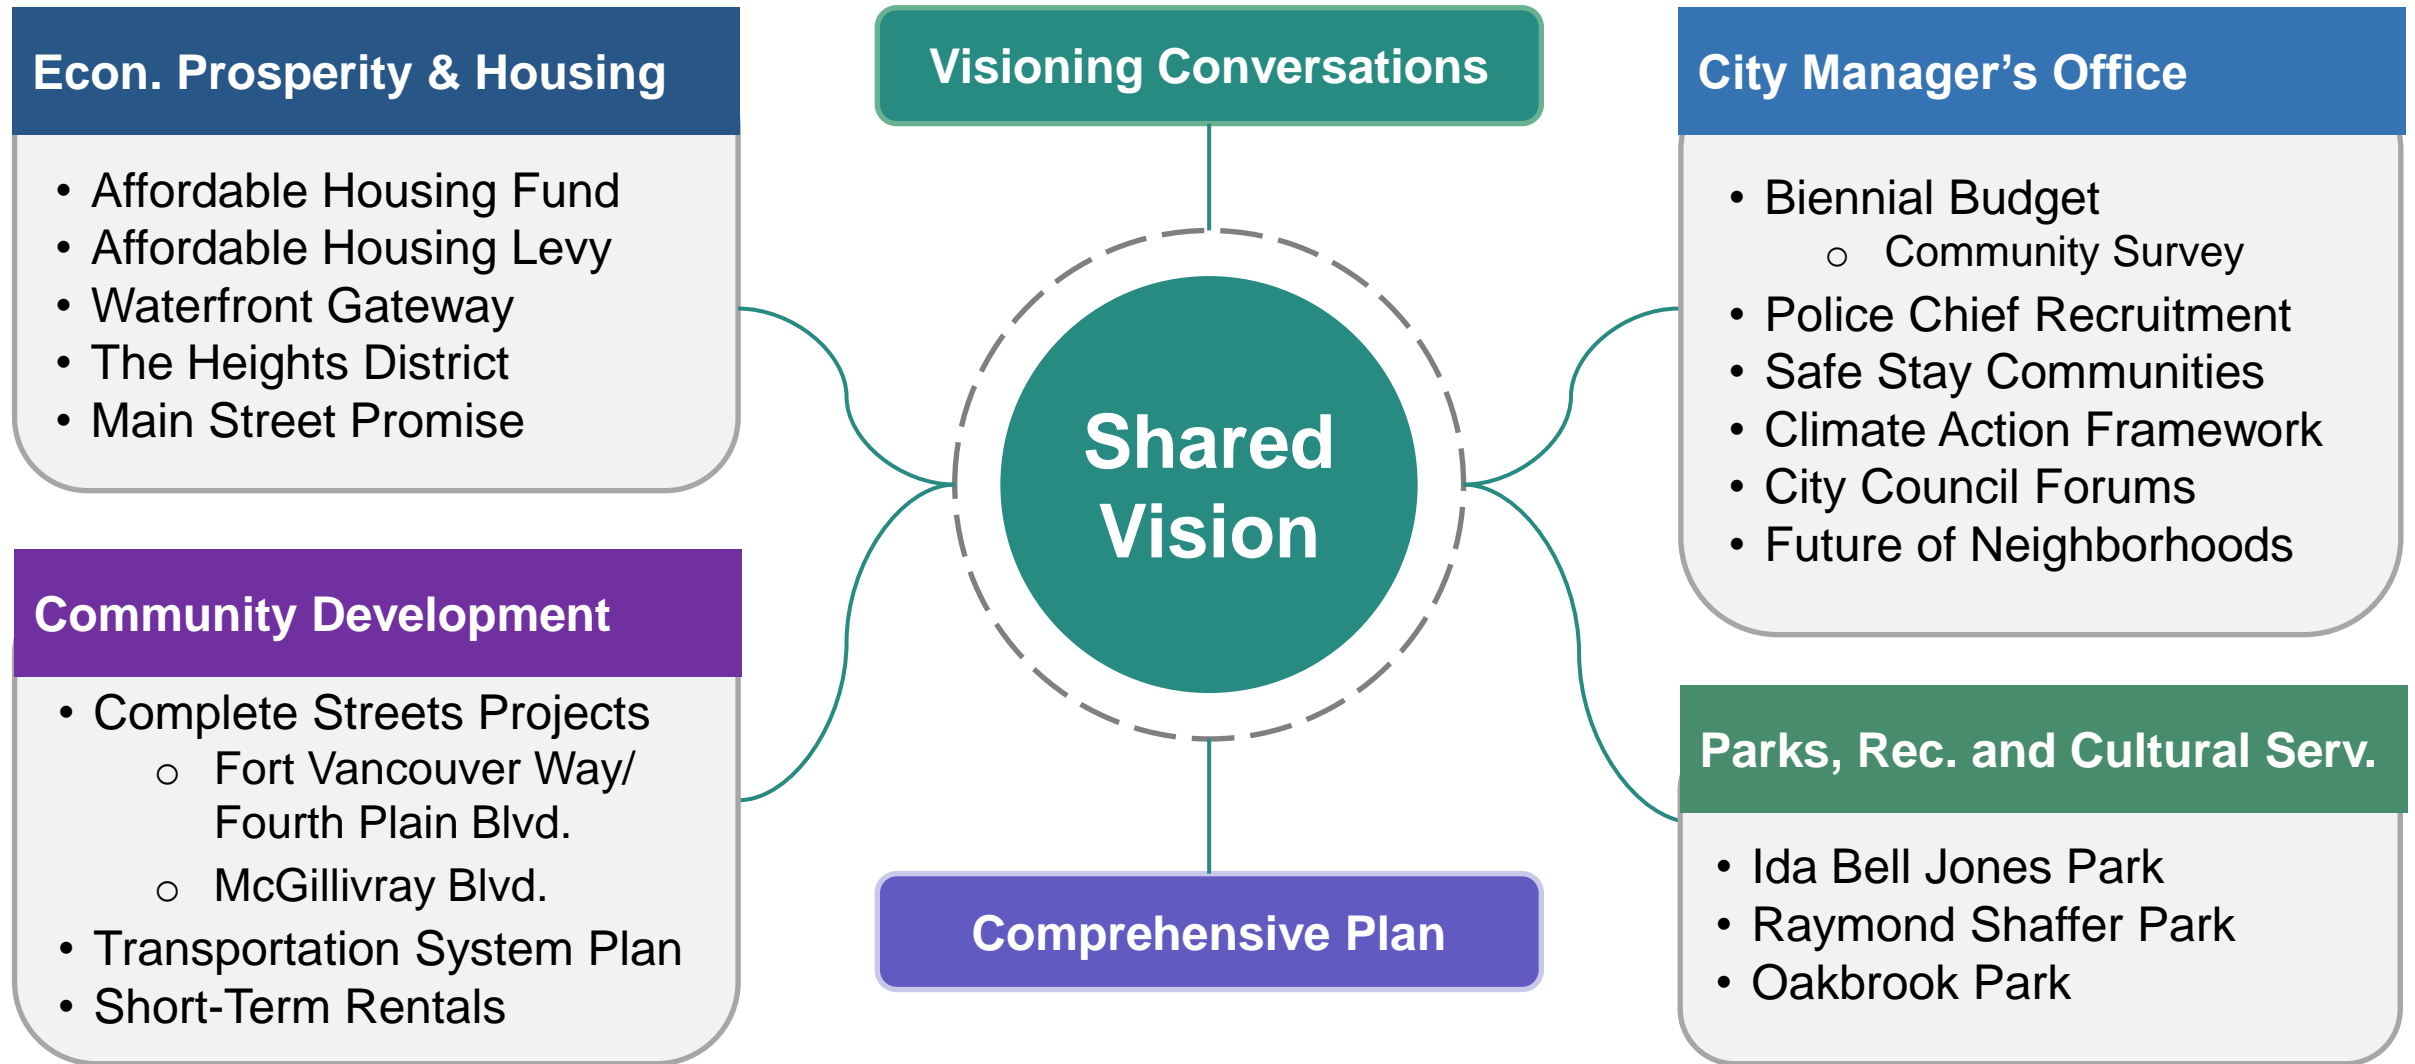 Econ. Prosperity & Housing
• Affordable Housing Fund
• Affordable Housing Levy
• Waterfront Gateway
• The Heights District
• Main Street Promise
Community Development
• Complete Streets Projects
o Fort Vancouver Way/
Fourth Plain Blvd.
o McGillivray Blvd.
• Transportation System Plan
• Short-Term Rentals
Visioning Conversations
Shared
Vision
Comprehensive Plan
City Manager’s Office
• Biennial Budget
o Community Survey
• Police Chief Recruitment
• Safe Stay Communities
• Climate Action Framework
• City Council Forums
• Future of Neighborhoods
Parks, Rec. and Cultural Serv.
• Ida Bell Jones Park
• Raymond Shaffer Park
• Oakbrook Park